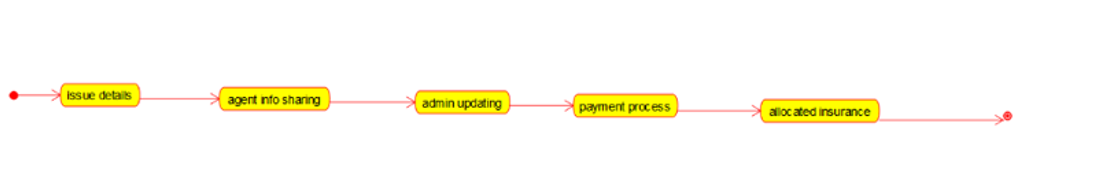 issue details
agent info sharing
admin updating
payment process
allocated insurance